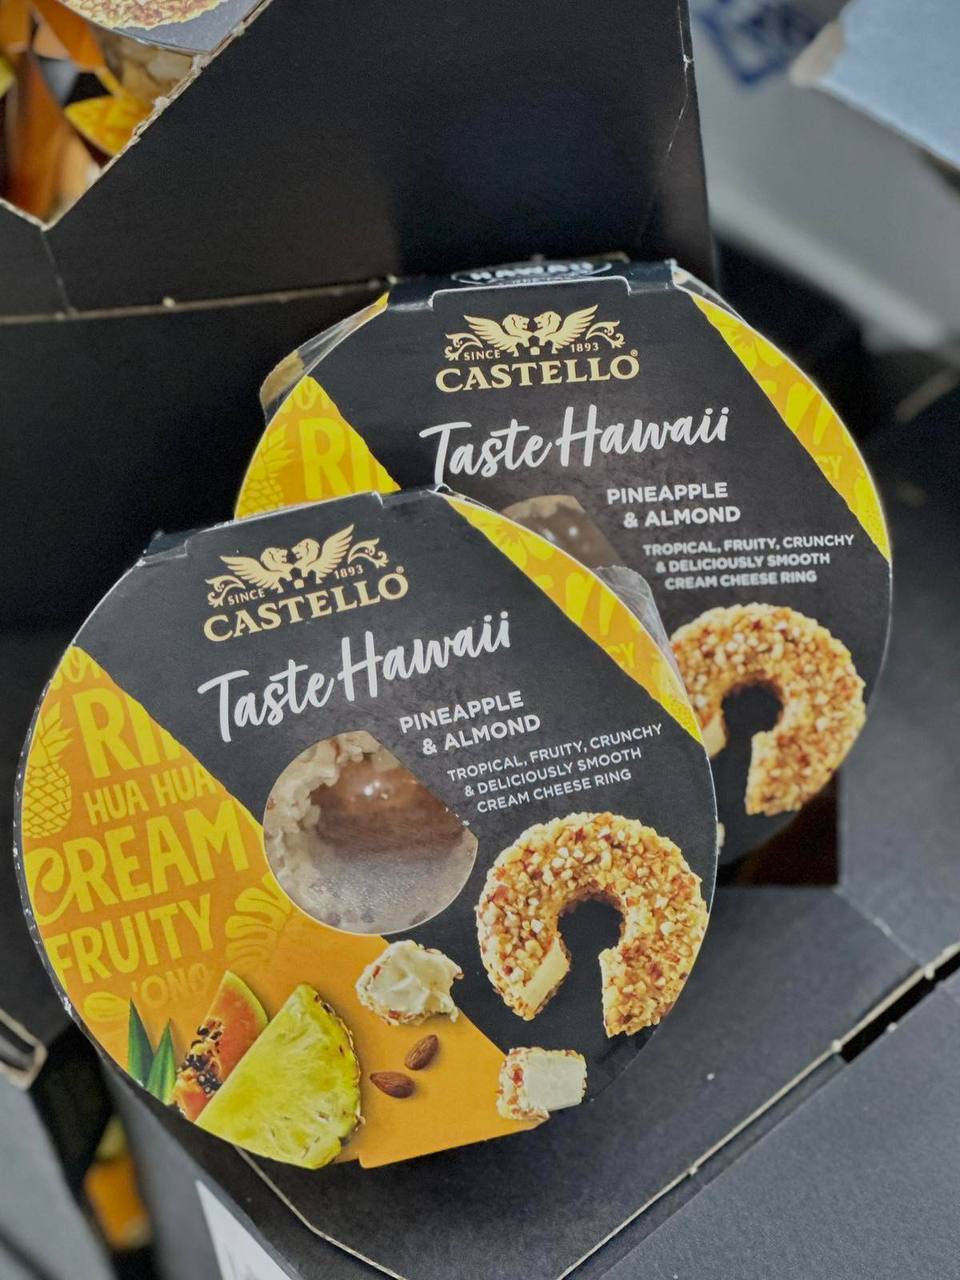 HAWAII
SINCE 1893
CASTELLO®
Taste Hawaii
PINEAPPLE
& ALMOND
TROPICAL, FRUITY, CRUNCHY
& DELICIOUSLY SMOOTH
CREAM CHEESE RING
SINCE 1893
CASTELLO®
Taste Hawaii
PINEAPPLE
& ALMOND
TROPICAL, FRUITY, CRUNCHY
& DELICIOUSLY SMOOTH
CREAM CHEESE RING
HUA HUA
CREAM
FRUITY